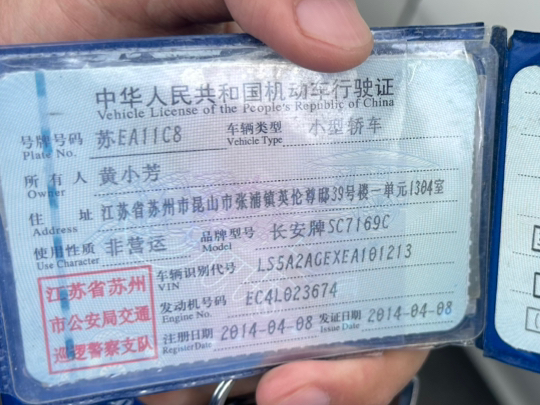 中华人民共和国机动车行驶证
Vehicle License of the People's Republic of China
号牌号码 苏EA11C8 车辆类型 小型轿车
Plate No. Vehicle Type
所有人 黄小芳
Owner
住址 江苏省苏州市昆山市张浦镇英伦尊邸39号楼一单元1304室
使用性质 非营运 品牌型号 长安牌SC7169C
Use Character Model
江苏省苏州
市公安局交通
巡逻警察支队
车辆识别代号 LS5A2AGEXEA101213
VIN
发动机号码 EC4L023674
Engine No.
注册日期 2014-04-08 发证日期 2014-04-08
Register Date Issue Date